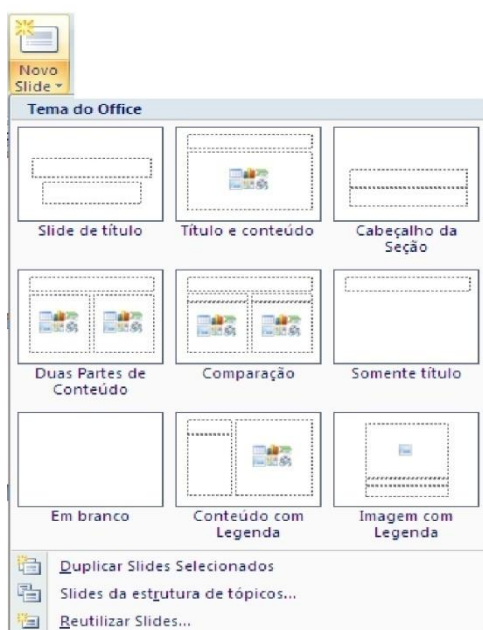 Novo
Slide
Tema do Office
Slide de título
Título e conteúdo
Cabeçalho da
Seção
Duas Partes de
Conteúdo
Comparação
Somente título
Em branco
Conteúdo com
Legenda
Imagem com
Legenda
Duplicar Slides Selecionados
Slides da estrutura de tópicos...
Reutilizar Slides...